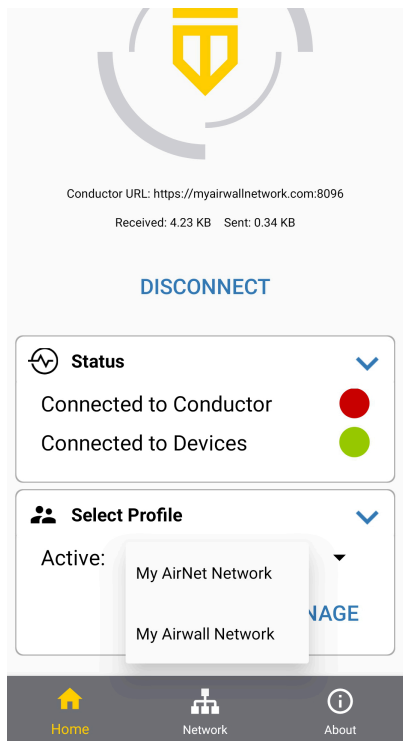 Conductor URL: https://myairwallnetwork.com:8096
Received: 4.23 KB Sent: 0.34 KB
DISCONNECT
Status
Connected to Conductor
Connected to Devices
Select Profile
Active:
My AirNet Network
NAGE
My Airwall Network
Home Network About